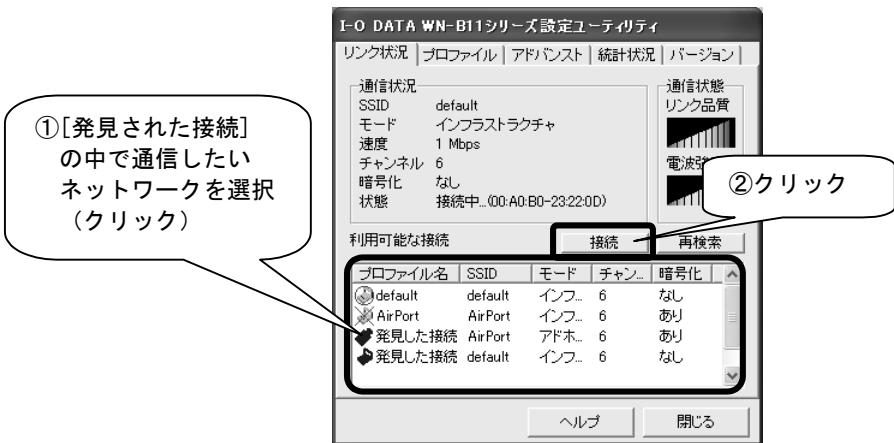 I-O DATA WN-B11シリーズ設定ユーティリティ
リンク状況 プロファイル アドバンスト 統計状況 バージョン
通信状況
SSID default
モード インフラストラクチャ
速度 1 Mbps
チャンネル 6
暗号化 なし
状態 接続中...(00:A0:B0-23:22:0D)
通信状態
リンク品質
電波強
①[発見された接続]
の中で通信したい
ネットワークを選択
(クリック)
②クリック
利用可能な接続 接続 再検索
プロファイル名 SSID モード チャン... 暗号化
default default インフ... 6 なし
AirPort AirPort インフ... 6 あり
発見した接続 AirPort アドホ... 6 あり
発見した接続 default インフ... 6 なし
ヘルプ 閉じる